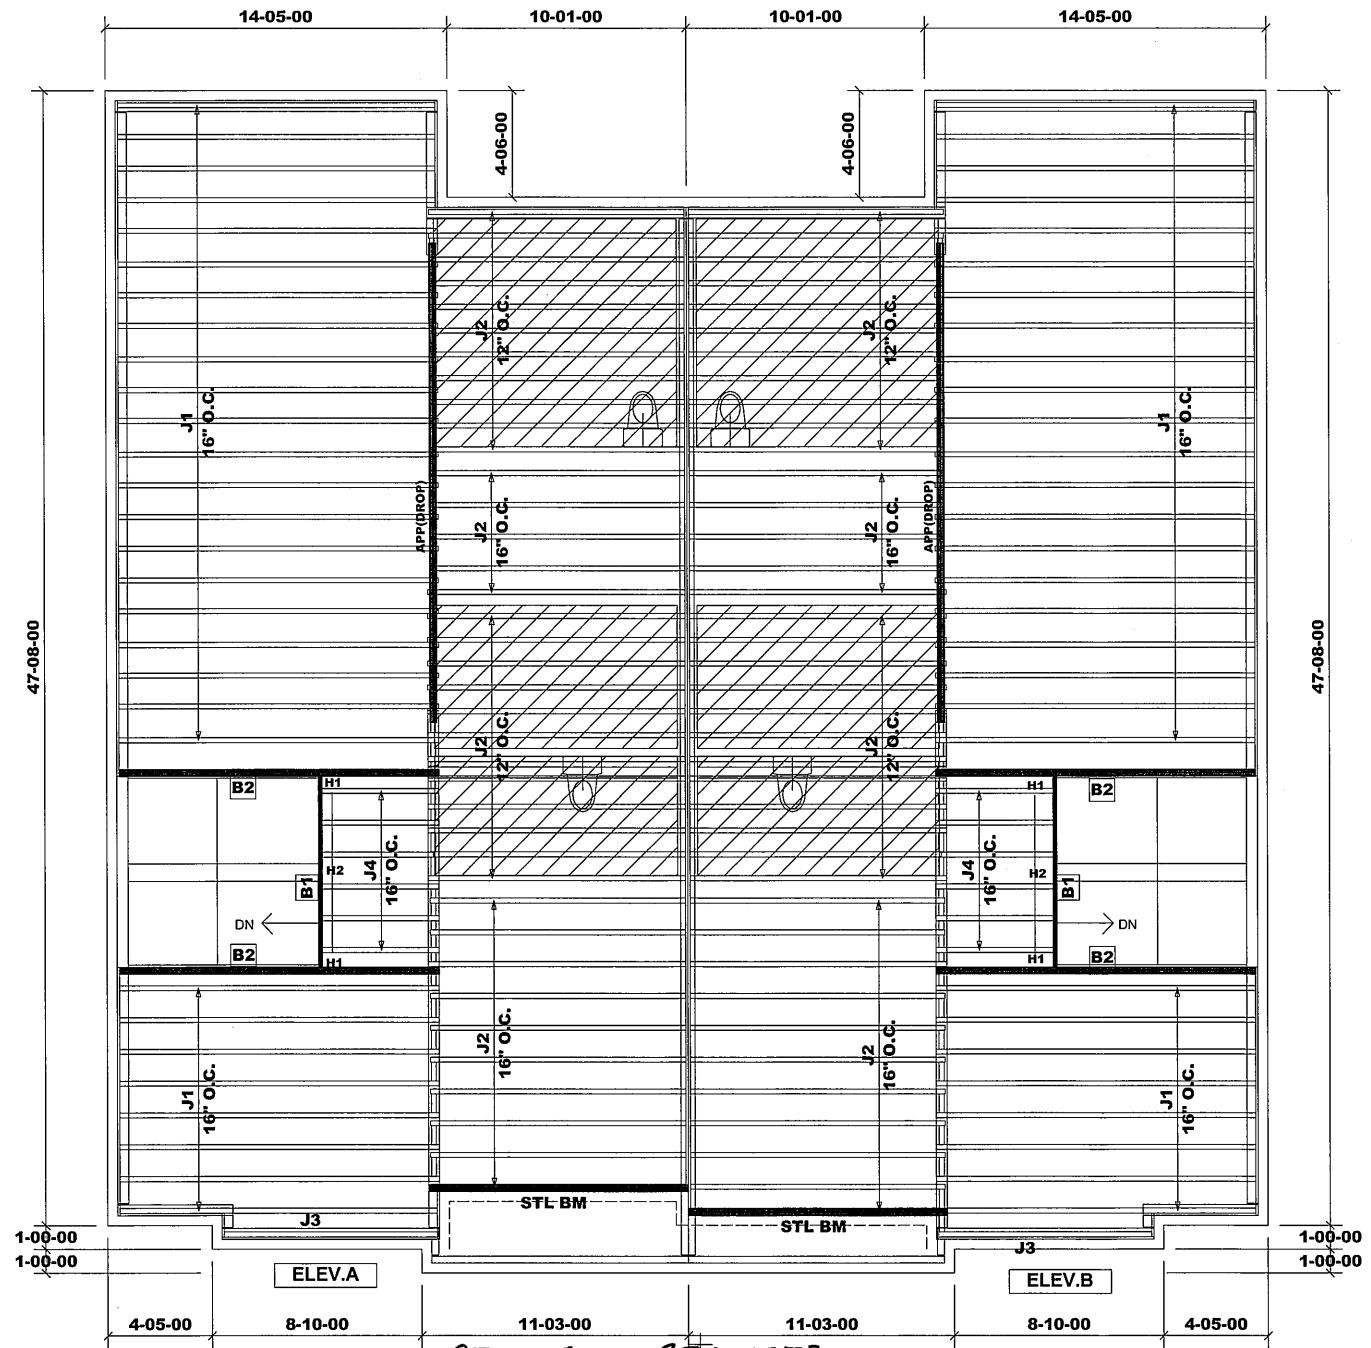 14-05-00 10-01-00 10-01-00 14-05-00
4-06-00 4-06-00
J2 12" O.C. J2 12" O.C.
J1 16" O.C. J1 16" O.C.
APP(DROP) J2 16" O.C. J2 16" O.C. APP(DROP)
47-08-00 47-08-00
J2 12" O.C. J2 12" O.C.
B2 H1 H1 B2
J4 16" O.C. J4 16" O.C.
B1 H2 H2 B1
DN DN
B2 H1 H1 B2
J2 16" O.C. J2 16" O.C.
J1 16" O.C. J1 16" O.C.
STL BM
J3 STL BM
1-00-00 J3 1-00-00
1-00-00 1-00-00
ELEV.A ELEV.B
4-05-00 8-10-00 11-03-00 11-03-00 8-10-00 4-05-00